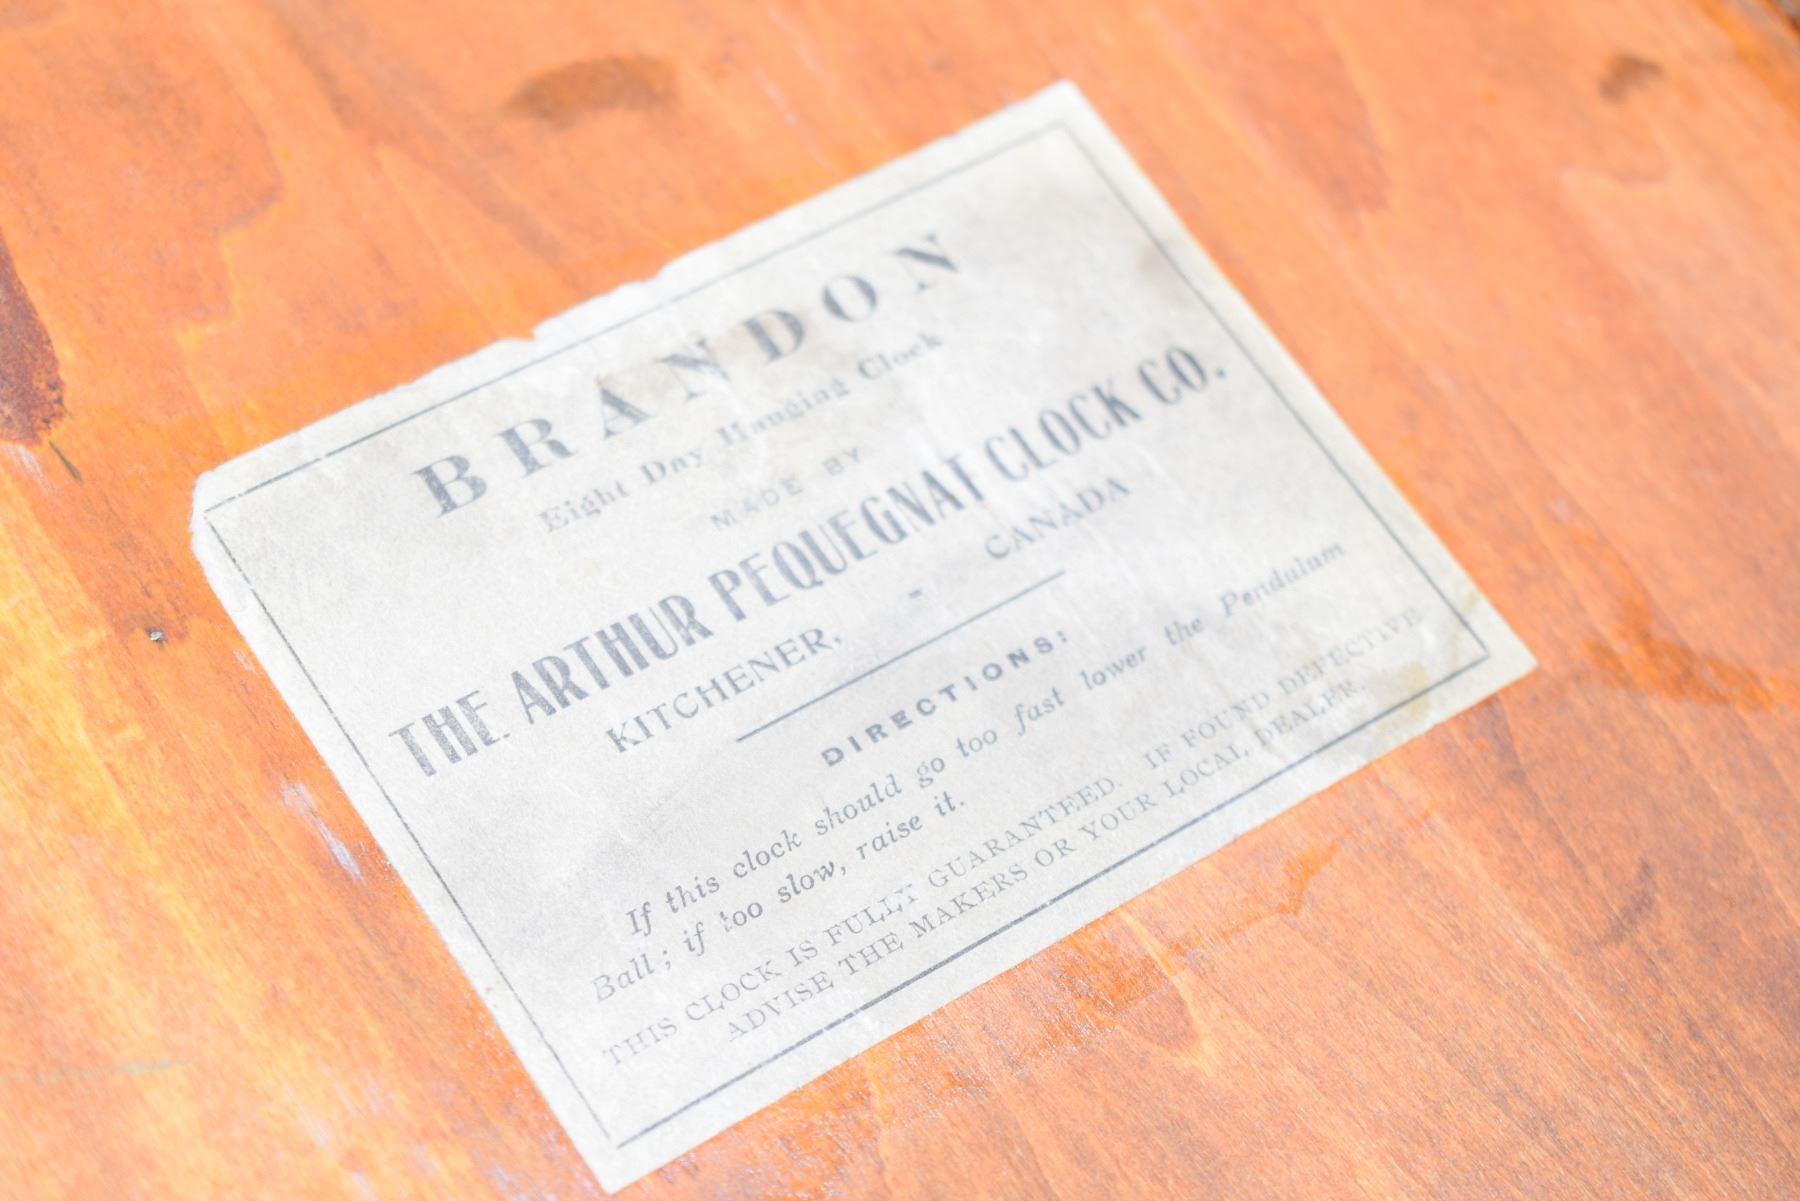 BRANDON
Eight Day Hanging Clock
MADE BY
THE ARTHUR PEQUEGNAT CLOCK CO.
KITCHENER, - CANADA
DIRECTIONS:
If this clock should go too fast lower the Pendulum
Ball; if too slow, raise it.
THIS CLOCK IS FULLY GUARANTEED. IF FOUND DEFECTIVE
ADVISE THE MAKERS OR YOUR LOCAL DEALER.